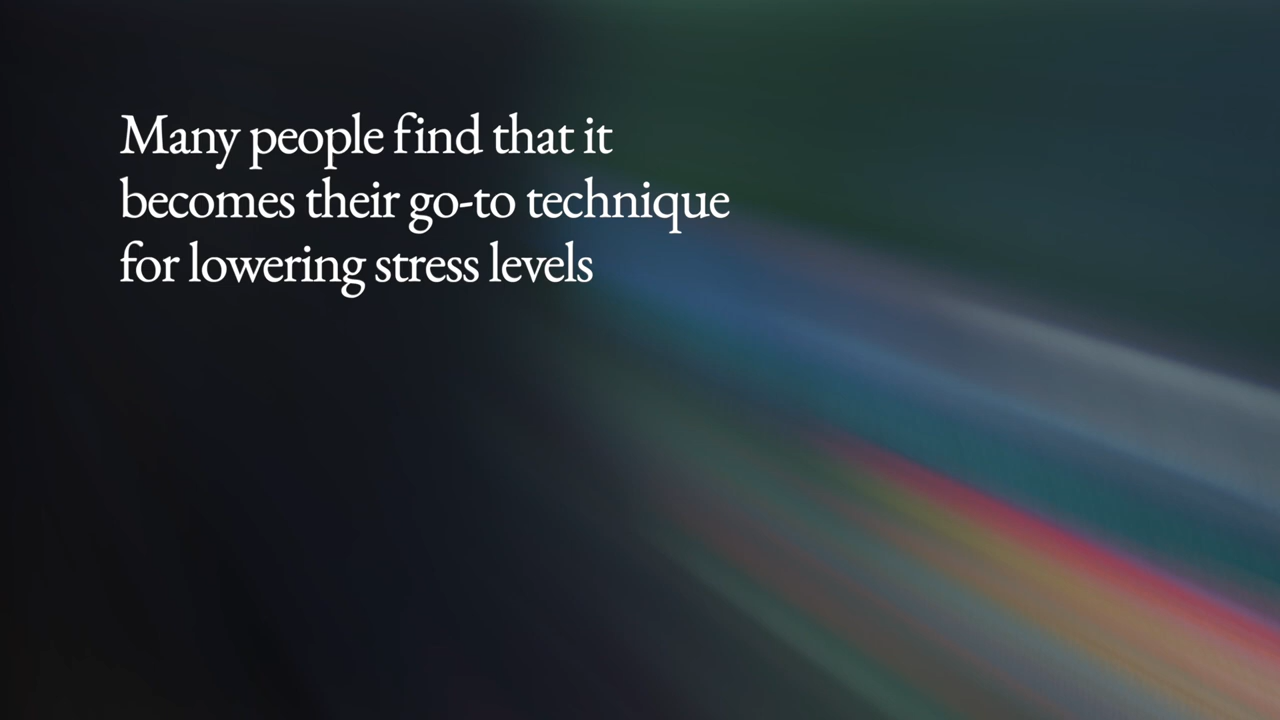 Many people find that it
becomes their go-to technique
for lowering stress levels